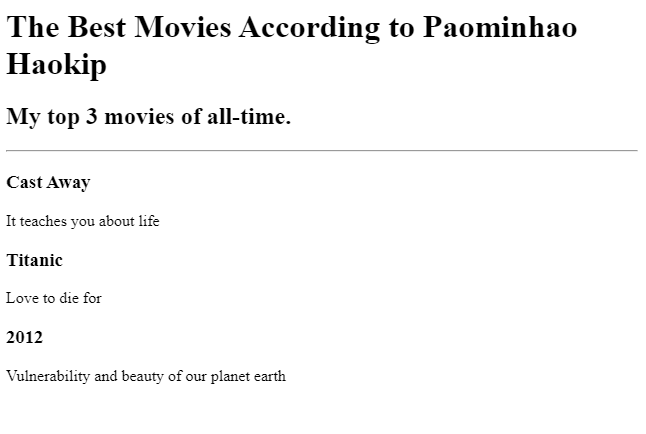 The Best Movies According to Paominhao
Haokip
My top 3 movies of all-time.
Cast Away
It teaches you about life
Titanic
Love to die for
2012
Vulnerability and beauty of our planet earth